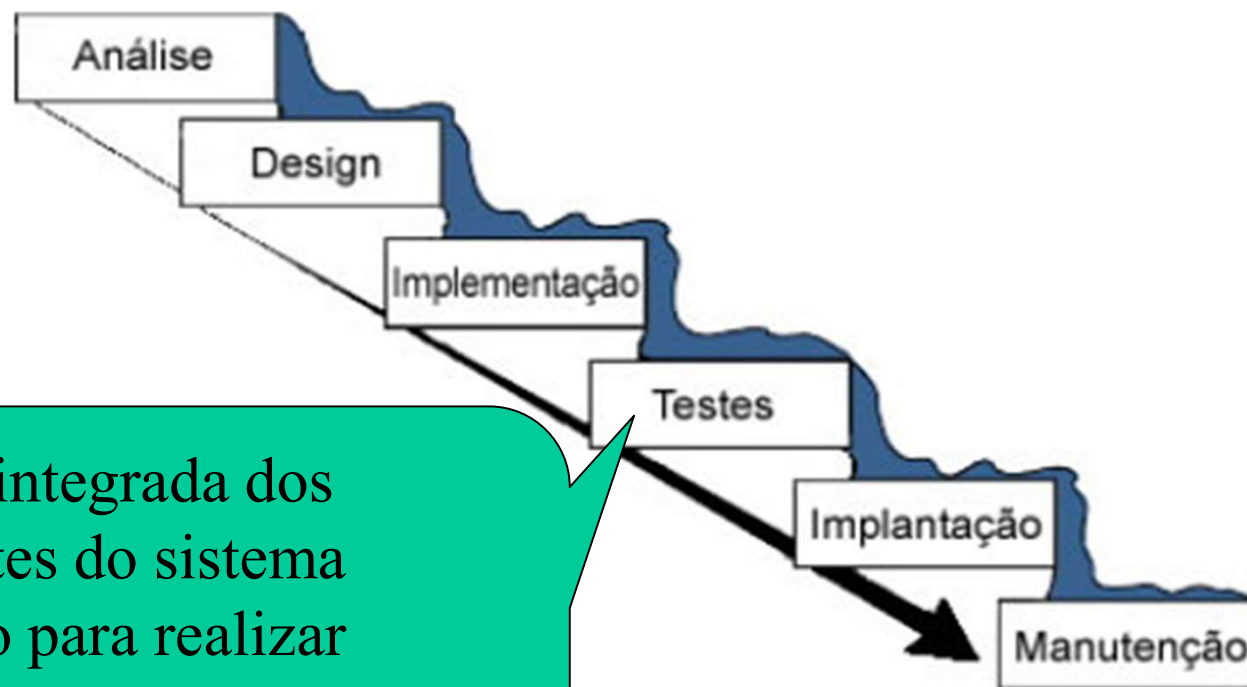 Análise
Design
Implementação
Testes
integrada dos
tes do sistema
o para realizar
Implantação
Manutenção